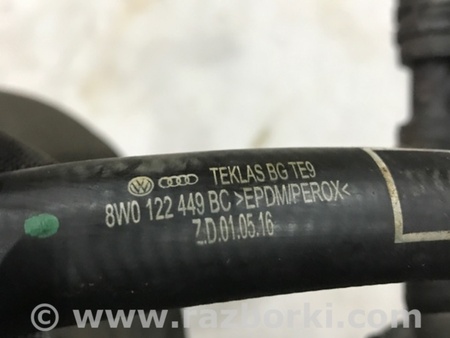 TEKLAS BG TE9
8W0 122 449 BC >EPDM/PEROX<
Z.D.01.05.16
© www.razborki.com